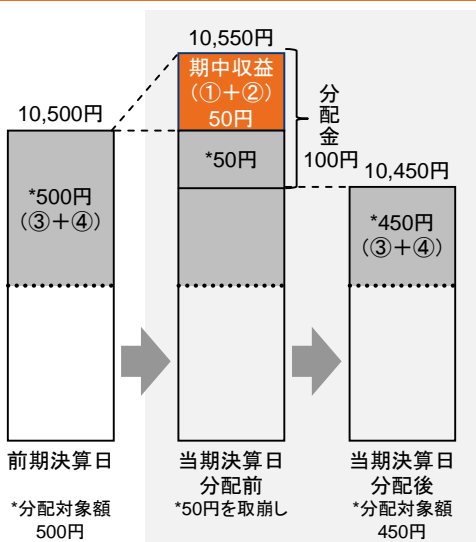 10,550円
期中収益
（①＋②）
50円
分配金
100円
10,500円
*500円
（③＋④）
*50円
10,450円
*450円
（③＋④）
前期決算日
*分配対象額
500円
当期決算日
分配前
*50円を取崩し
当期決算日
分配後
*分配対象額
450円